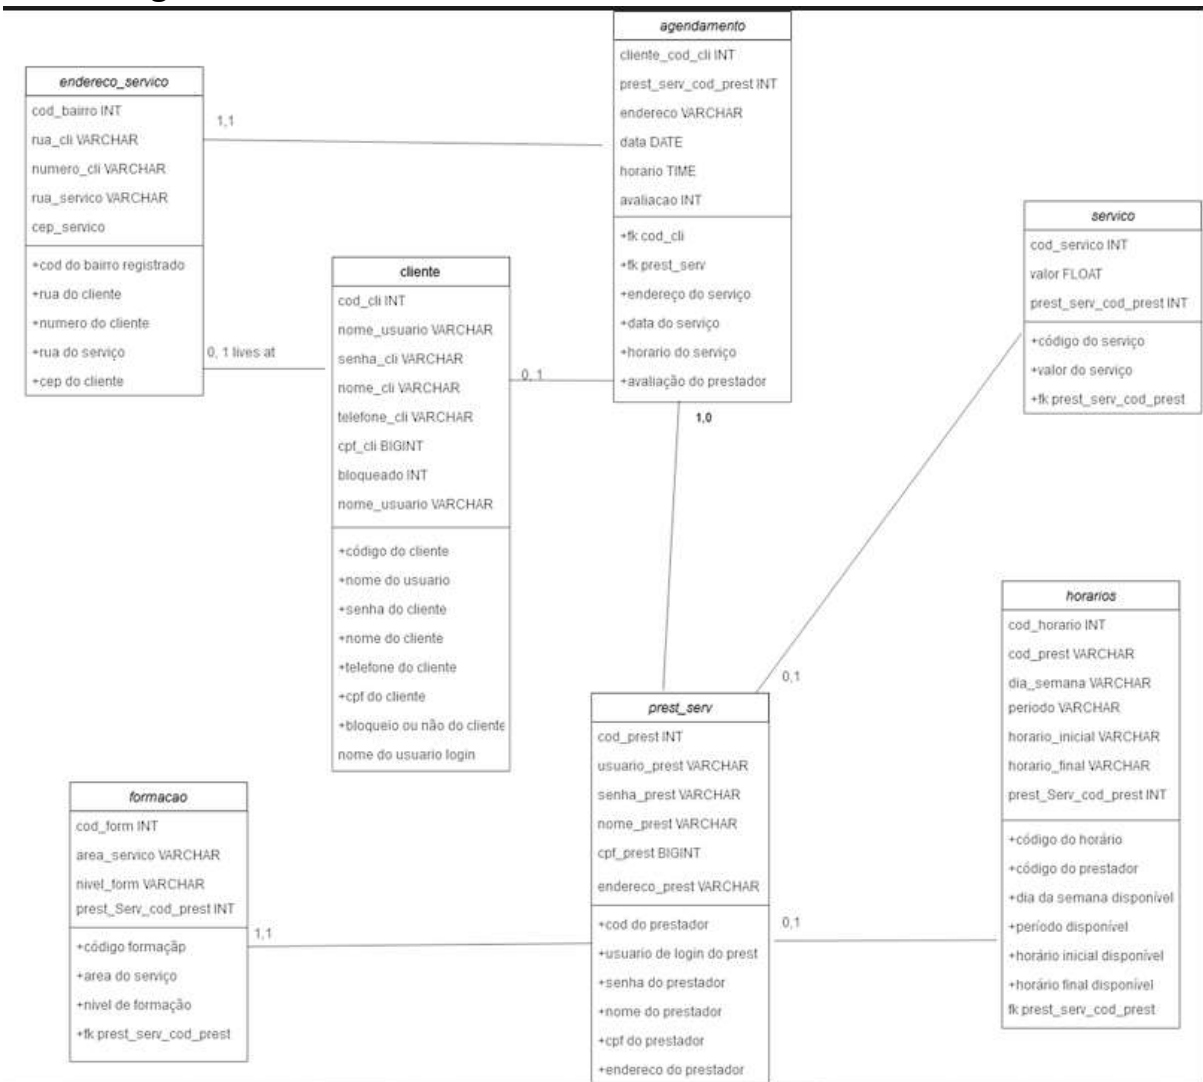 agendamento
cliente_cod_cli INT
prest_serv_cod_prest INT
endereco VARCHAR
data DATE
horario TIME
avaliacao INT
+fk cod_cli
+fk prest_serv
+endereço do serviço
+data do serviço
+horario do serviço
+avaliação do prestador
1,0
endereco_servico
cod_bairro INT
rua_cli VARCHAR
numero_cli VARCHAR
rua_servico VARCHAR
cep_servico
+cod do bairro registrado
+rua do cliente
+numero do cliente
+rua do serviço
+cep do cliente
1,1
0, 1 lives at
cliente
cod_cli INT
nome_usuario VARCHAR
senha_cli VARCHAR
nome_cli VARCHAR
telefone_cli VARCHAR
cpf_cli BIGINT
bloqueado INT
nome_usuario VARCHAR
+código do cliente
+nome do usuario
+senha do cliente
+nome do cliente
+telefone do cliente
+cpf do cliente
+bloqueio ou não do cliente
nome do usuario login
0, 1
servico
cod_servico INT
valor FLOAT
prest_serv_cod_prest INT
+código do serviço
+valor do serviço
+fk prest_serv_cod_prest
0,1
horarios
cod_horario INT
cod_prest VARCHAR
dia_semana VARCHAR
periodo VARCHAR
horario_inicial VARCHAR
horario_final VARCHAR
prest_Serv_cod_prest INT
+código do horário
+código do prestador
+dia da semana disponível
+período disponível
+horário inicial disponível
+horário final disponível
fk prest_serv_cod_prest
prest_serv
cod_prest INT
usuario_prest VARCHAR
senha_prest VARCHAR
nome_prest VARCHAR
cpf_prest BIGINT
endereco_prest VARCHAR
+cod do prestador
+usuario de login do prest
+senha do prestador
+nome do prestador
+cpf do prestador
+endereco do prestador
0,1
formacao
cod_form INT
area_servico VARCHAR
nivel_form VARCHAR
prest_Serv_cod_prest INT
+código formaçãp
+area do serviço
+nivel de formação
+fk prest_serv_cod_prest
1,1